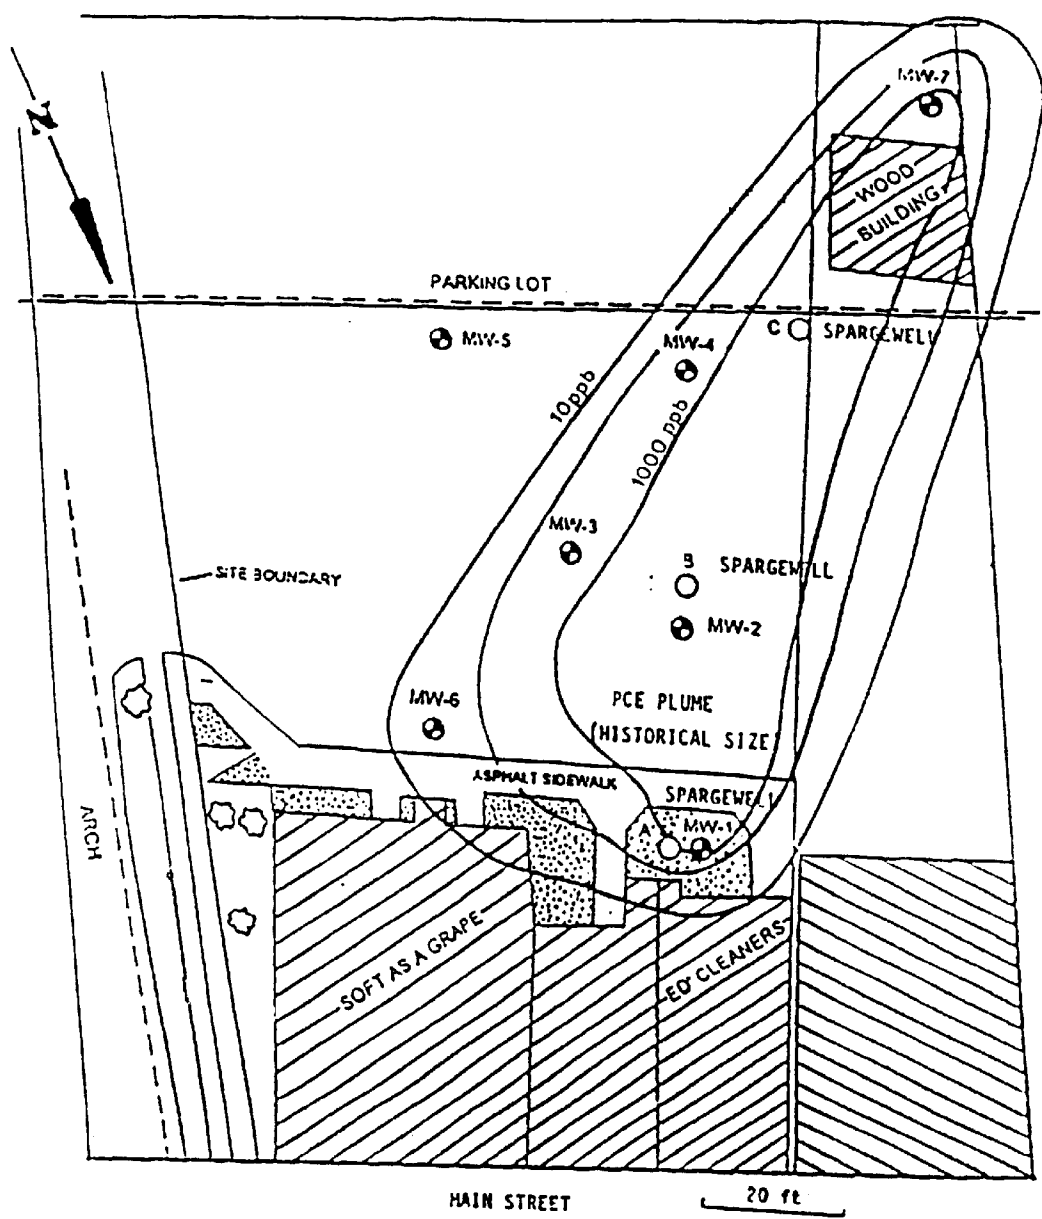 MW-7
N
WOOD
BUILDING
PARKING LOT
MW-5
MW-4
C SPARGEWELL
10ppb
1000 ppb
MW-3
B SPARGEWELL
MW-2
SITE BOUNDARY
MW-6
PCE PLUME
(HISTORICAL SIZE)
ASPHALT SIDEWALK
SPARGEWELL
A MW-1
ARCH
SOFT AS A GRAPE
ED' CLEANERS
MAIN STREET
20 ft